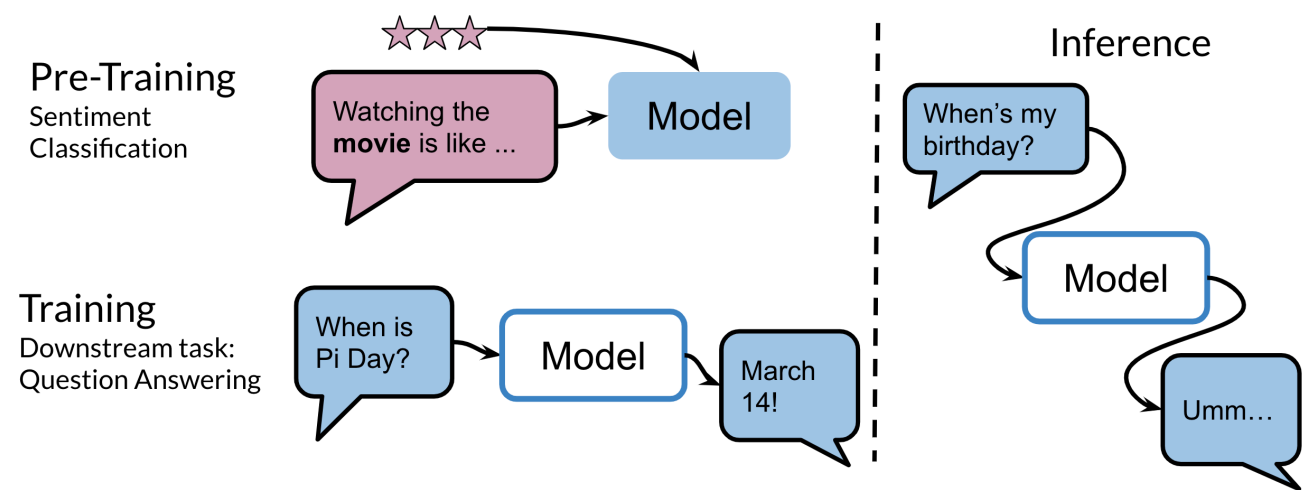 Pre-Training
Sentiment
Classification
Watching the
movie is like ...
Model
Training
Downstream task:
Question Answering
When is
Pi Day?
Model
March
14!
Inference
When's my
birthday?
Model
Umm...